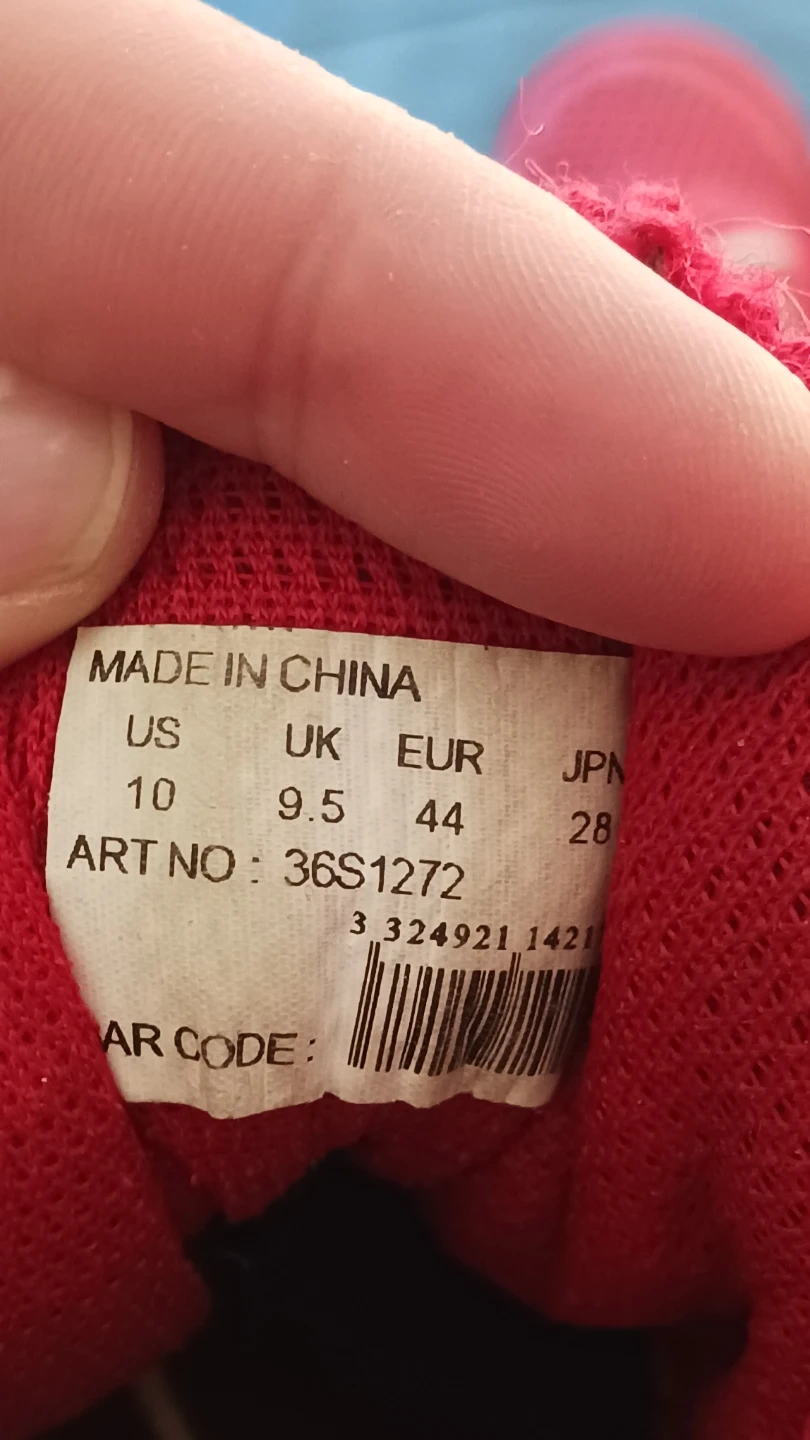 MADE IN CHINA
US UK EUR JPN
10 9.5 44 28
ART NO : 36S1272
3 324921 1421
AR CODE :